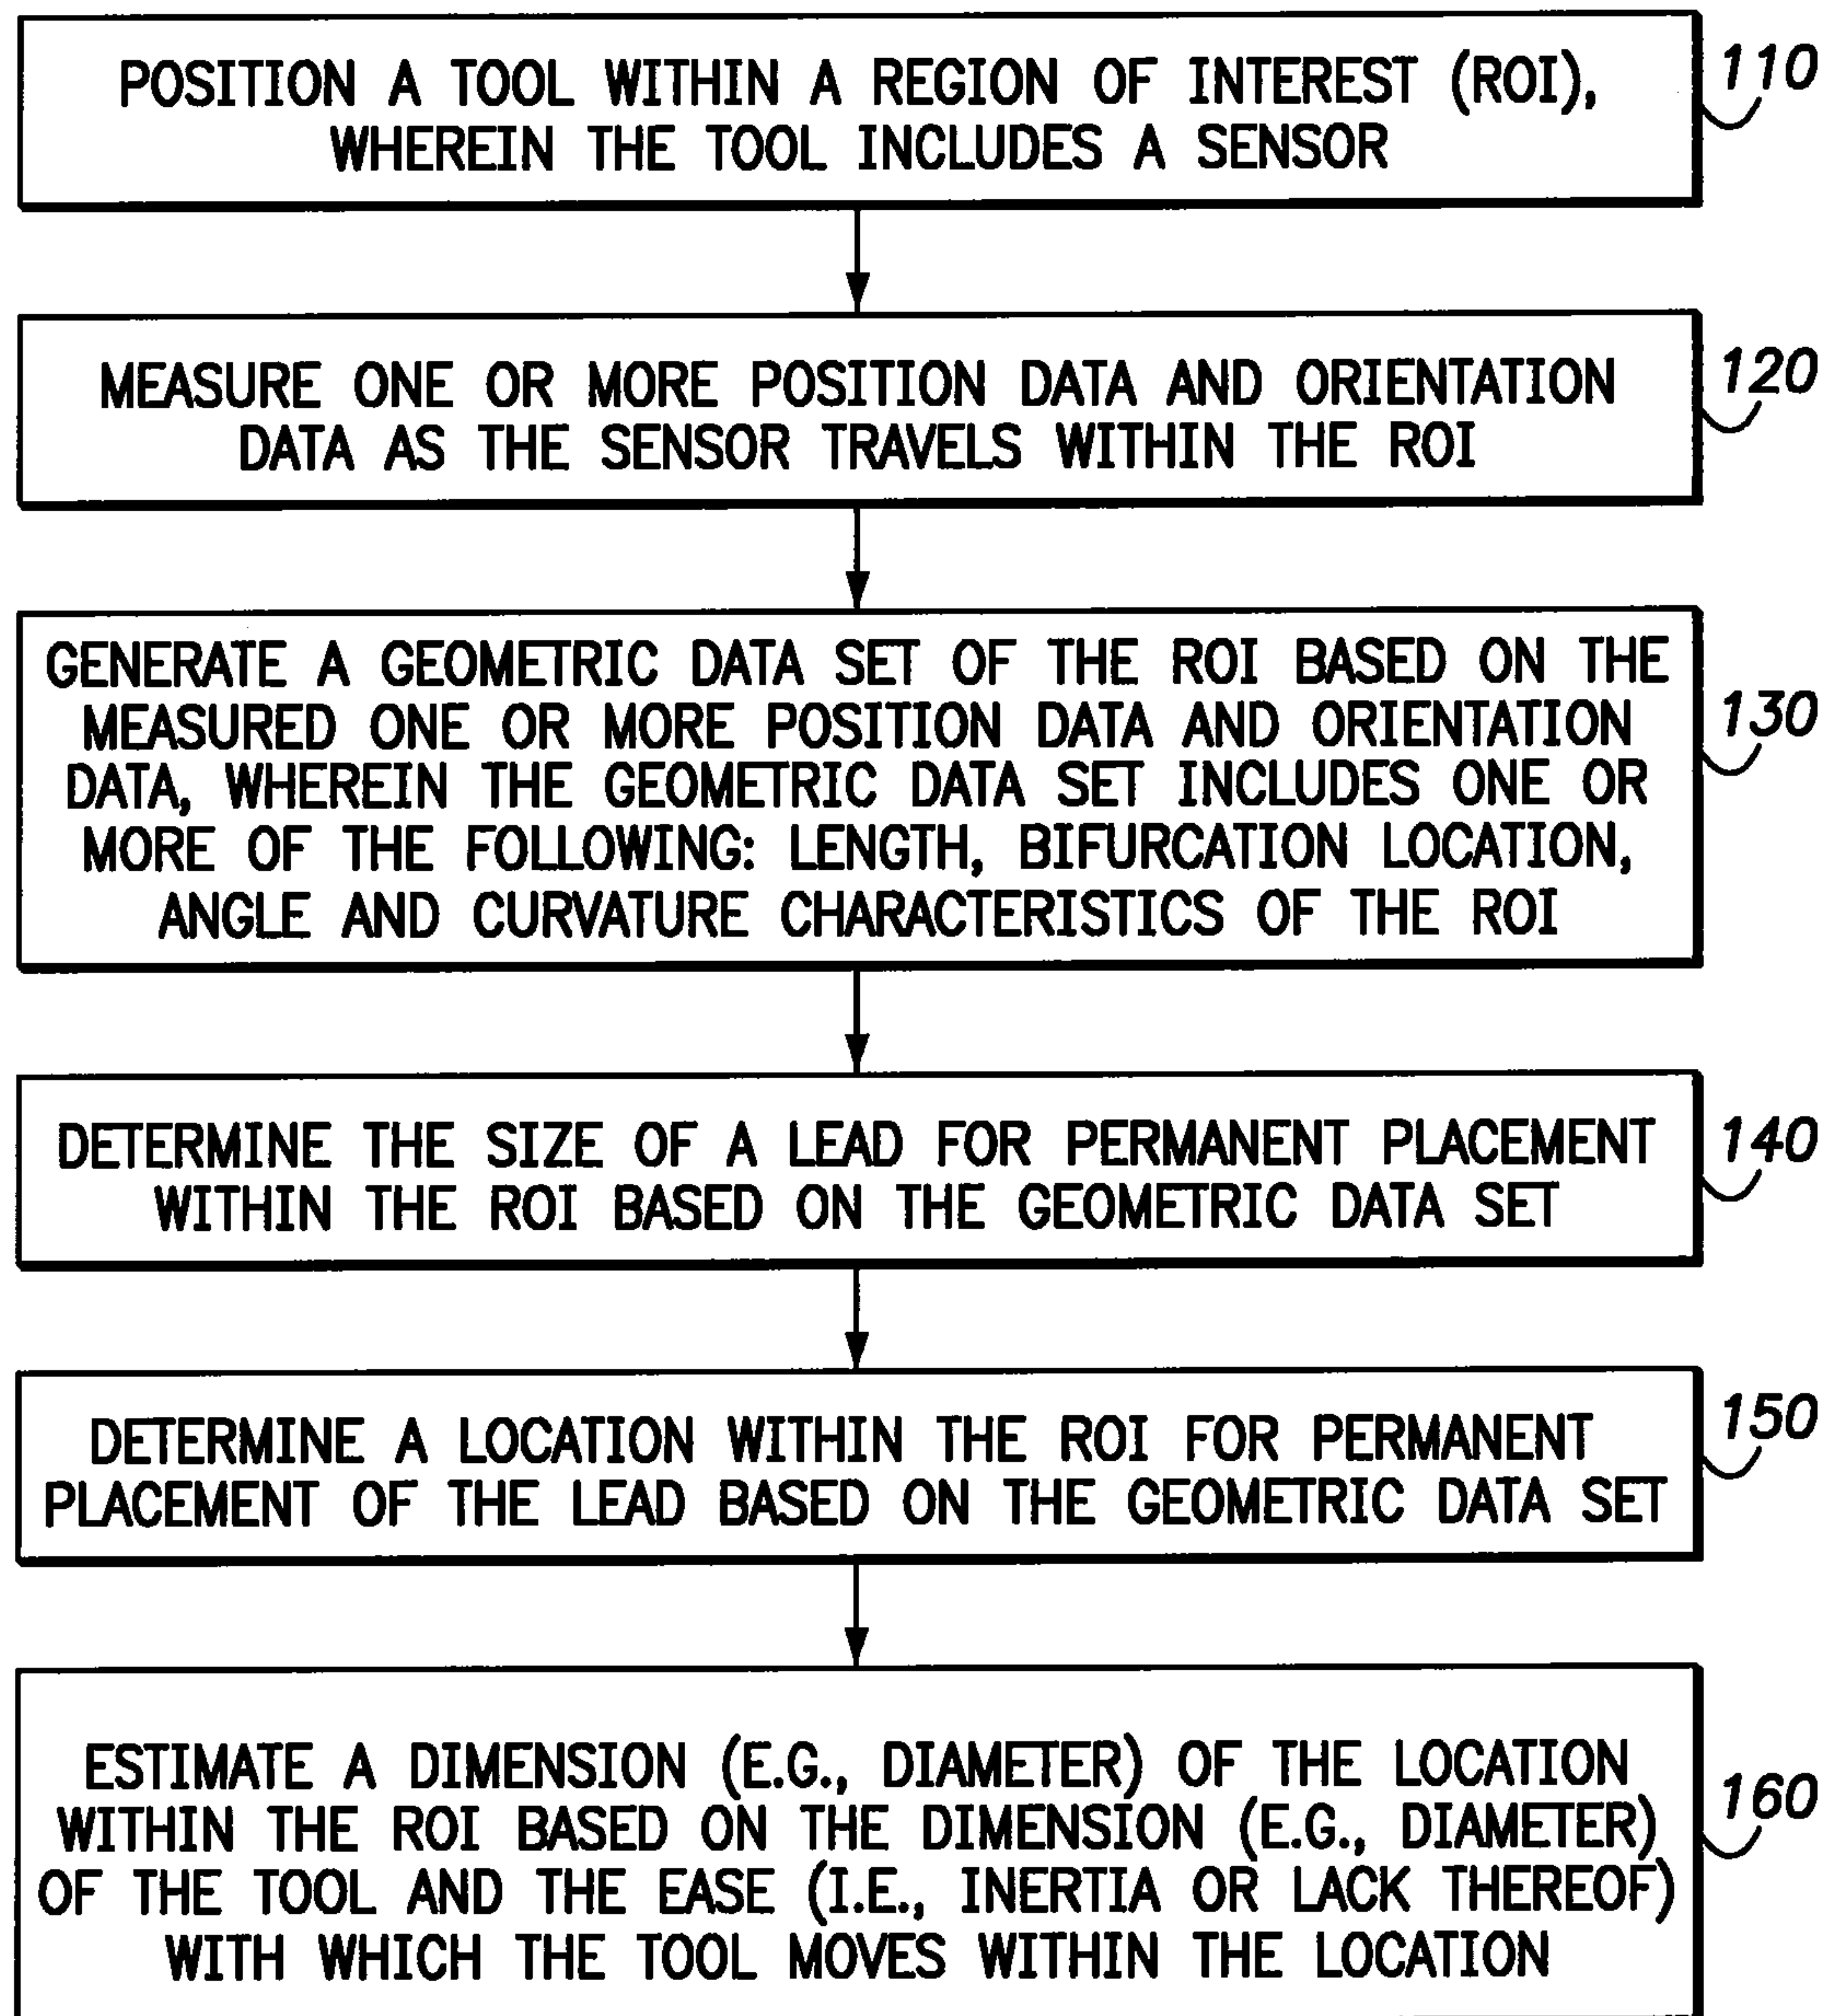 POSITION A TOOL WITHIN A REGION OF INTEREST (ROI),
WHEREIN THE TOOL INCLUDES A SENSOR
110
MEASURE ONE OR MORE POSITION DATA AND ORIENTATION
DATA AS THE SENSOR TRAVELS WITHIN THE ROI
120
GENERATE A GEOMETRIC DATA SET OF THE ROI BASED ON THE
MEASURED ONE OR MORE POSITION DATA AND ORIENTATION
DATA, WHEREIN THE GEOMETRIC DATA SET INCLUDES ONE OR
MORE OF THE FOLLOWING: LENGTH, BIFURCATION LOCATION,
ANGLE AND CURVATURE CHARACTERISTICS OF THE ROI
130
DETERMINE THE SIZE OF A LEAD FOR PERMANENT PLACEMENT
WITHIN THE ROI BASED ON THE GEOMETRIC DATA SET
140
DETERMINE A LOCATION WITHIN THE ROI FOR PERMANENT
PLACEMENT OF THE LEAD BASED ON THE GEOMETRIC DATA SET
150
ESTIMATE A DIMENSION (E.G., DIAMETER) OF THE LOCATION
WITHIN THE ROI BASED ON THE DIMENSION (E.G., DIAMETER)
OF THE TOOL AND THE EASE (I.E., INERTIA OR LACK THEREOF)
WITH WHICH THE TOOL MOVES WITHIN THE LOCATION
160